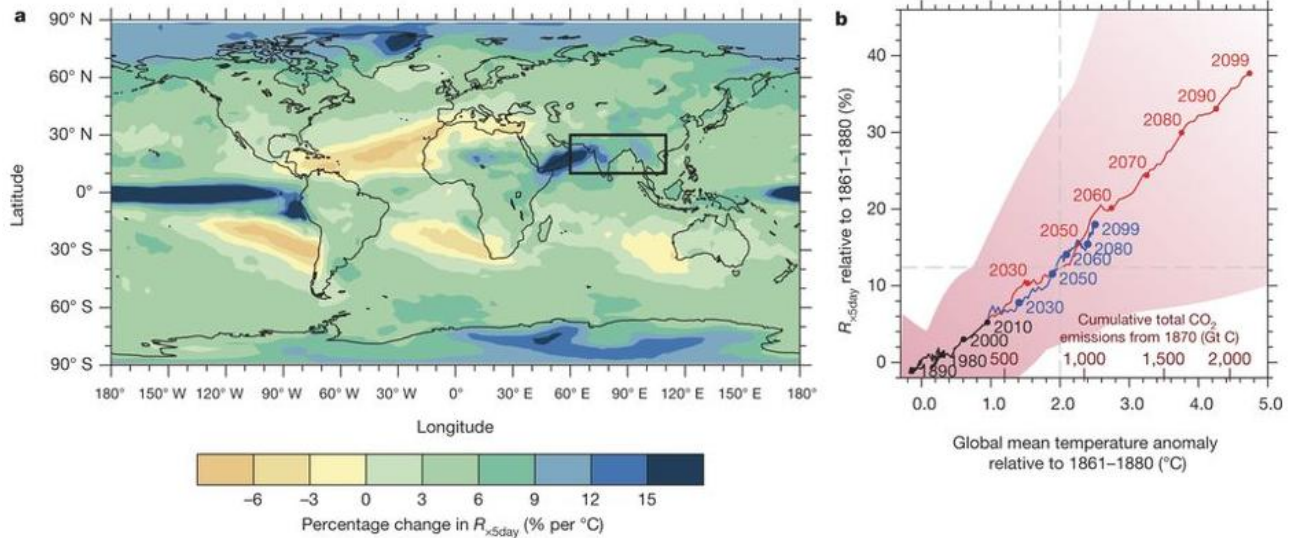 a
90° N
60° N
30° N
0°
30° S
60° S
90° S
Latitude
180° 150° W 120° W 90° W 60° W 30° W 0° 30° E 60° E 90° E 120° E 150° E 180°
Longitude
–6 –3 0 3 6 9 12 15
Percentage change in R×5day (% per °C)
b
40
30
20
10
0
R×5day relative to 1861–1880 (%)
2099
2090
2080
2070
2060
2050
2099
2080
2060
2050
2030
2030
2010
2000
980
1890
Cumulative total CO2
emissions from 1870 (Gt C)
500 1,000 1,500 2,000
0.0 1.0 2.0 3.0 4.0 5.0
Global mean temperature anomaly
relative to 1861–1880 (°C)